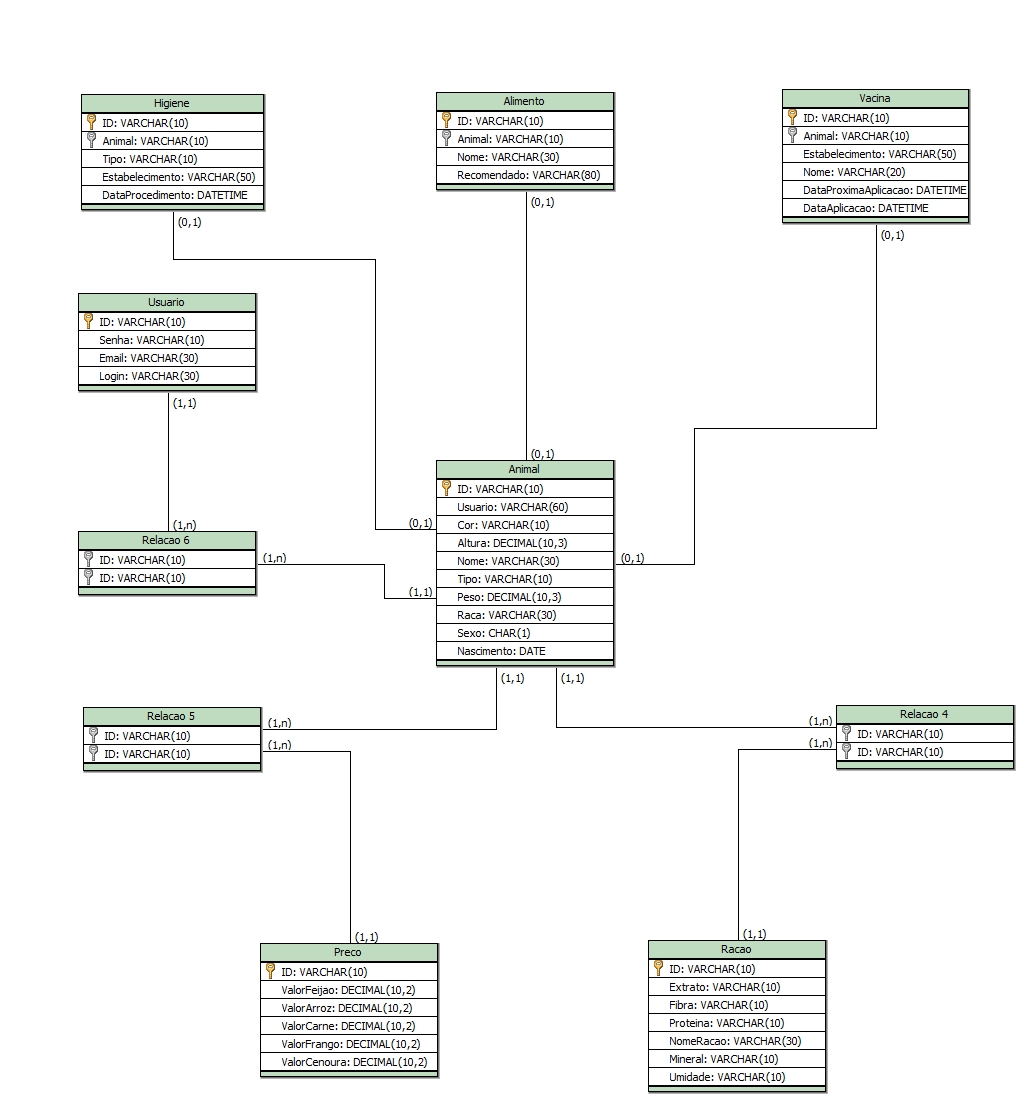 Higiene
ID: VARCHAR(10)
Animal: VARCHAR(10)
Tipo: VARCHAR(10)
Estabelecimento: VARCHAR(50)
DataProcedimento: DATETIME
(0,1)
Alimento
ID: VARCHAR(10)
Animal: VARCHAR(10)
Nome: VARCHAR(30)
Recomendado: VARCHAR(80)
(0,1)
Vacina
ID: VARCHAR(10)
Animal: VARCHAR(10)
Estabelecimento: VARCHAR(50)
Nome: VARCHAR(20)
DataProximaAplicacao: DATETIME
DataAplicacao: DATETIME
(0,1)
Usuario
ID: VARCHAR(10)
Senha: VARCHAR(10)
Email: VARCHAR(30)
Login: VARCHAR(30)
(1,1)
(1,n)
Relacao 6
ID: VARCHAR(10)
ID: VARCHAR(10)
(1,n)
(0,1)
(0,1)
(1,1)
Animal
ID: VARCHAR(10)
Usuario: VARCHAR(60)
Cor: VARCHAR(10)
Altura: DECIMAL(10,3)
Nome: VARCHAR(30)
Tipo: VARCHAR(10)
Peso: DECIMAL(10,3)
Raca: VARCHAR(30)
Sexo: CHAR(1)
Nascimento: DATE
(0,1)
(1,1)
(1,1)
Relacao 5
ID: VARCHAR(10)
ID: VARCHAR(10)
(1,n)
(1,n)
(1,n)
(1,n)
Relacao 4
ID: VARCHAR(10)
ID: VARCHAR(10)
(1,1)
Preco
ID: VARCHAR(10)
ValorFeijao: DECIMAL(10,2)
ValorArroz: DECIMAL(10,2)
ValorCarne: DECIMAL(10,2)
ValorFrango: DECIMAL(10,2)
ValorCenoura: DECIMAL(10,2)
(1,1)
Racao
ID: VARCHAR(10)
Extrato: VARCHAR(10)
Fibra: VARCHAR(10)
Proteina: VARCHAR(10)
NomeRacao: VARCHAR(30)
Mineral: VARCHAR(10)
Umidade: VARCHAR(10)